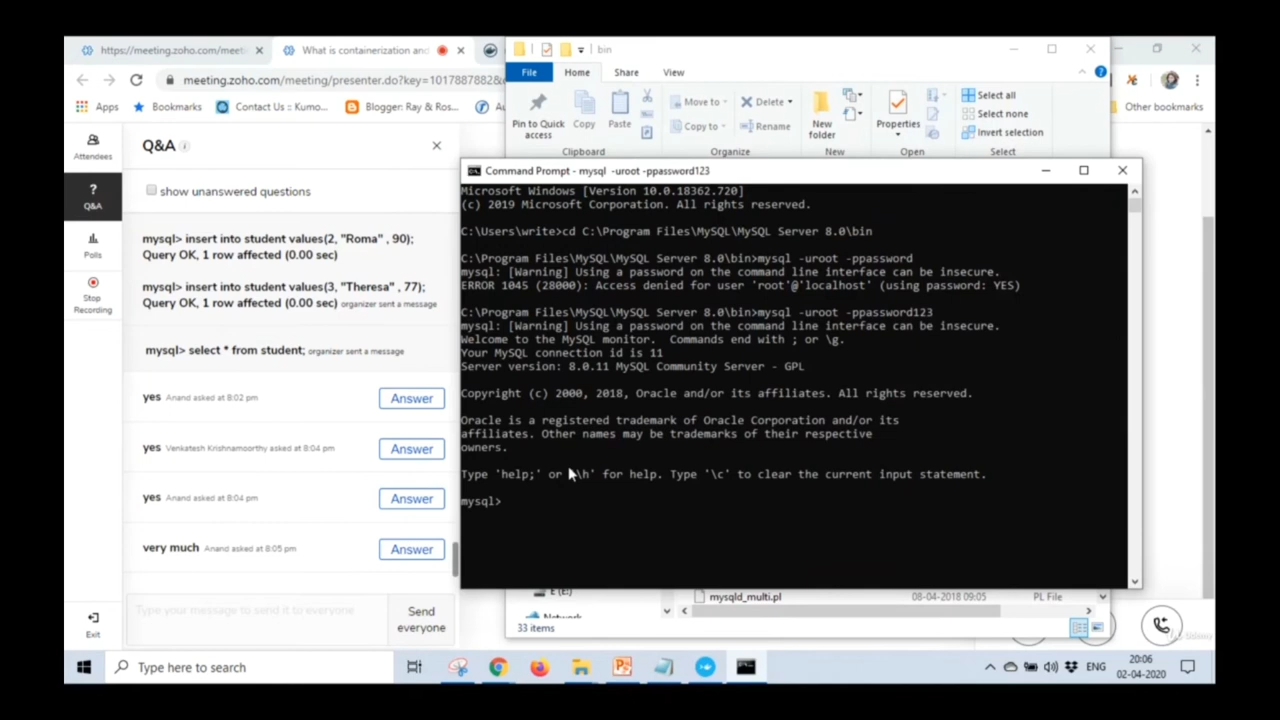 https://meeting.zoho.com/meeti
What is containerization and
bin
meeting.zoho.com/meeting/presenter.do?key=1017887882&
File
Home
Share
View
Apps
Bookmarks
Contact Us :: Kumo...
Blogger: Ray & Ros...
Other bookmarks
Pin to Quick access
Copy
Paste
Move to
Copy to
Delete
Rename
New folder
Properties
Select all
Select none
Invert selection
Clipboard
Organize
New
Open
Select
Attendees
Q&A
Polls
Stop Recording
Exit
Q&A
show unanswered questions
mysql> insert into student values(2, "Roma" , 90);
Query OK, 1 row affected (0.00 sec)
mysql> insert into student values(3, "Theresa" , 77);
Query OK, 1 row affected (0.00 sec) organizer sent a message
mysql> select * from student; organizer sent a message
yes Anand asked at 8:02 pm
Answer
yes Venkatesh Krishnamoorthy asked at 8:04 pm
Answer
yes Anand asked at 8:04 pm
Answer
very much Anand asked at 8:05 pm
Answer
Type your message to send it to everyone
Send everyone
Command Prompt - mysql -uroot -ppassword123
Microsoft Windows [Version 10.0.18362.720]
(c) 2019 Microsoft Corporation. All rights reserved.
C:\Users\write>cd C:\Program Files\MySQL\MySQL Server 8.0\bin
C:\Program Files\MySQL\MySQL Server 8.0\bin>mysql -uroot -ppassword
mysql: [Warning] Using a password on the command line interface can be insecure.
ERROR 1045 (28000): Access denied for user 'root'@'localhost' (using password: YES)
C:\Program Files\MySQL\MySQL Server 8.0\bin>mysql -uroot -ppassword123
mysql: [Warning] Using a password on the command line interface can be insecure.
Welcome to the MySQL monitor. Commands end with ; or \g.
Your MySQL connection id is 11
Server version: 8.0.11 MySQL Community Server - GPL
Copyright (c) 2000, 2018, Oracle and/or its affiliates. All rights reserved.
Oracle is a registered trademark of Oracle Corporation and/or its
affiliates. Other names may be trademarks of their respective
owners.
Type 'help;' or '\h' for help. Type '\c' to clear the current input statement.
mysql>
E (E:)
Network
mysqld_multi.pl
08-04-2018 09:05
PL File
33 items
Type here to search
ENG
20:06
02-04-2020